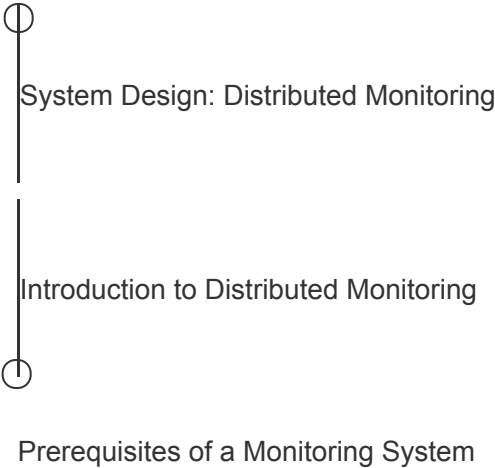 System Design: Distributed Monitoring
Introduction to Distributed Monitoring
Prerequisites of a Monitoring System